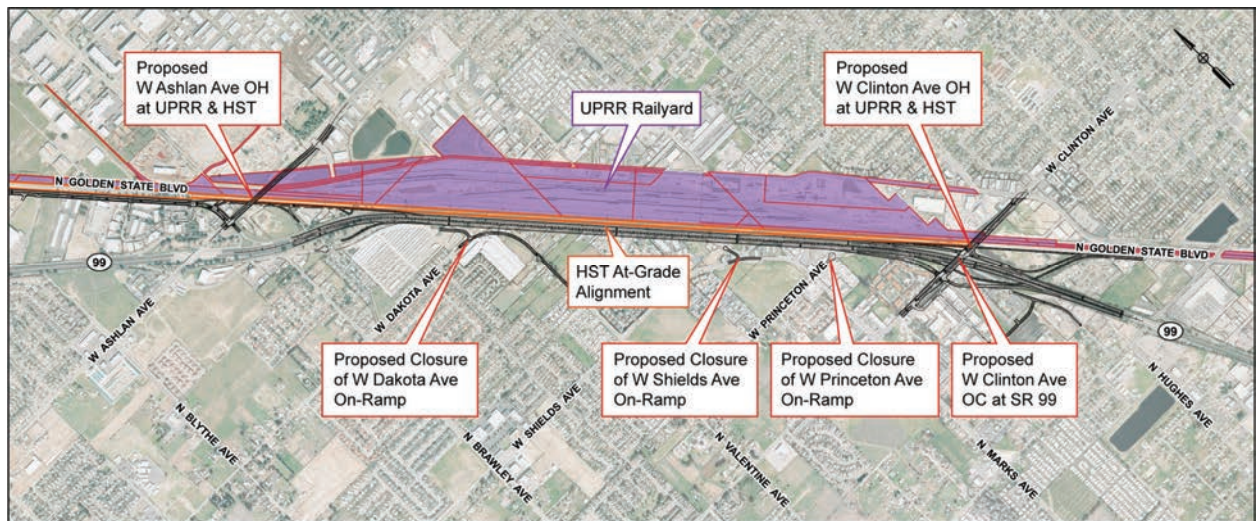 Proposed
W Ashlan Ave OH
at UPRR & HST
UPRR Railyard
Proposed
W Clinton Ave OH
at UPRR & HST
W CLINTON AVE
N GOLDEN STATE BLVD
N GOLDEN STATE BLVD
99
HST At-Grade
Alignment
W ASHLAN AVE
W DAKOTA AVE
W PRINCETON AVE
99
Proposed Closure
of W Dakota Ave
On-Ramp
Proposed Closure
of W Shields Ave
On-Ramp
Proposed Closure
of W Princeton Ave
On-Ramp
Proposed
W Clinton Ave
OC at SR 99
N HUGHES AVE
N BLYTHE AVE
N BRAWLEY AVE
W SHIELDS AVE
N VALENTINE AVE
N MARKS AVE